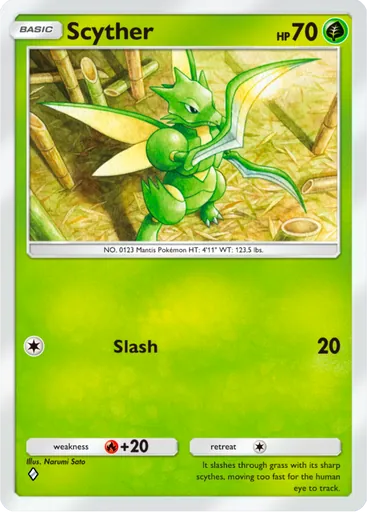 BASIC
Scyther
HP 70
NO. 0123 Mantis Pokémon HT: 4'11" WT: 123.5 lbs.
Slash 20
weakness +20
retreat
Illus. Narumi Sato
It slashes through grass with its sharp
scythes, moving too fast for the human
eye to track.